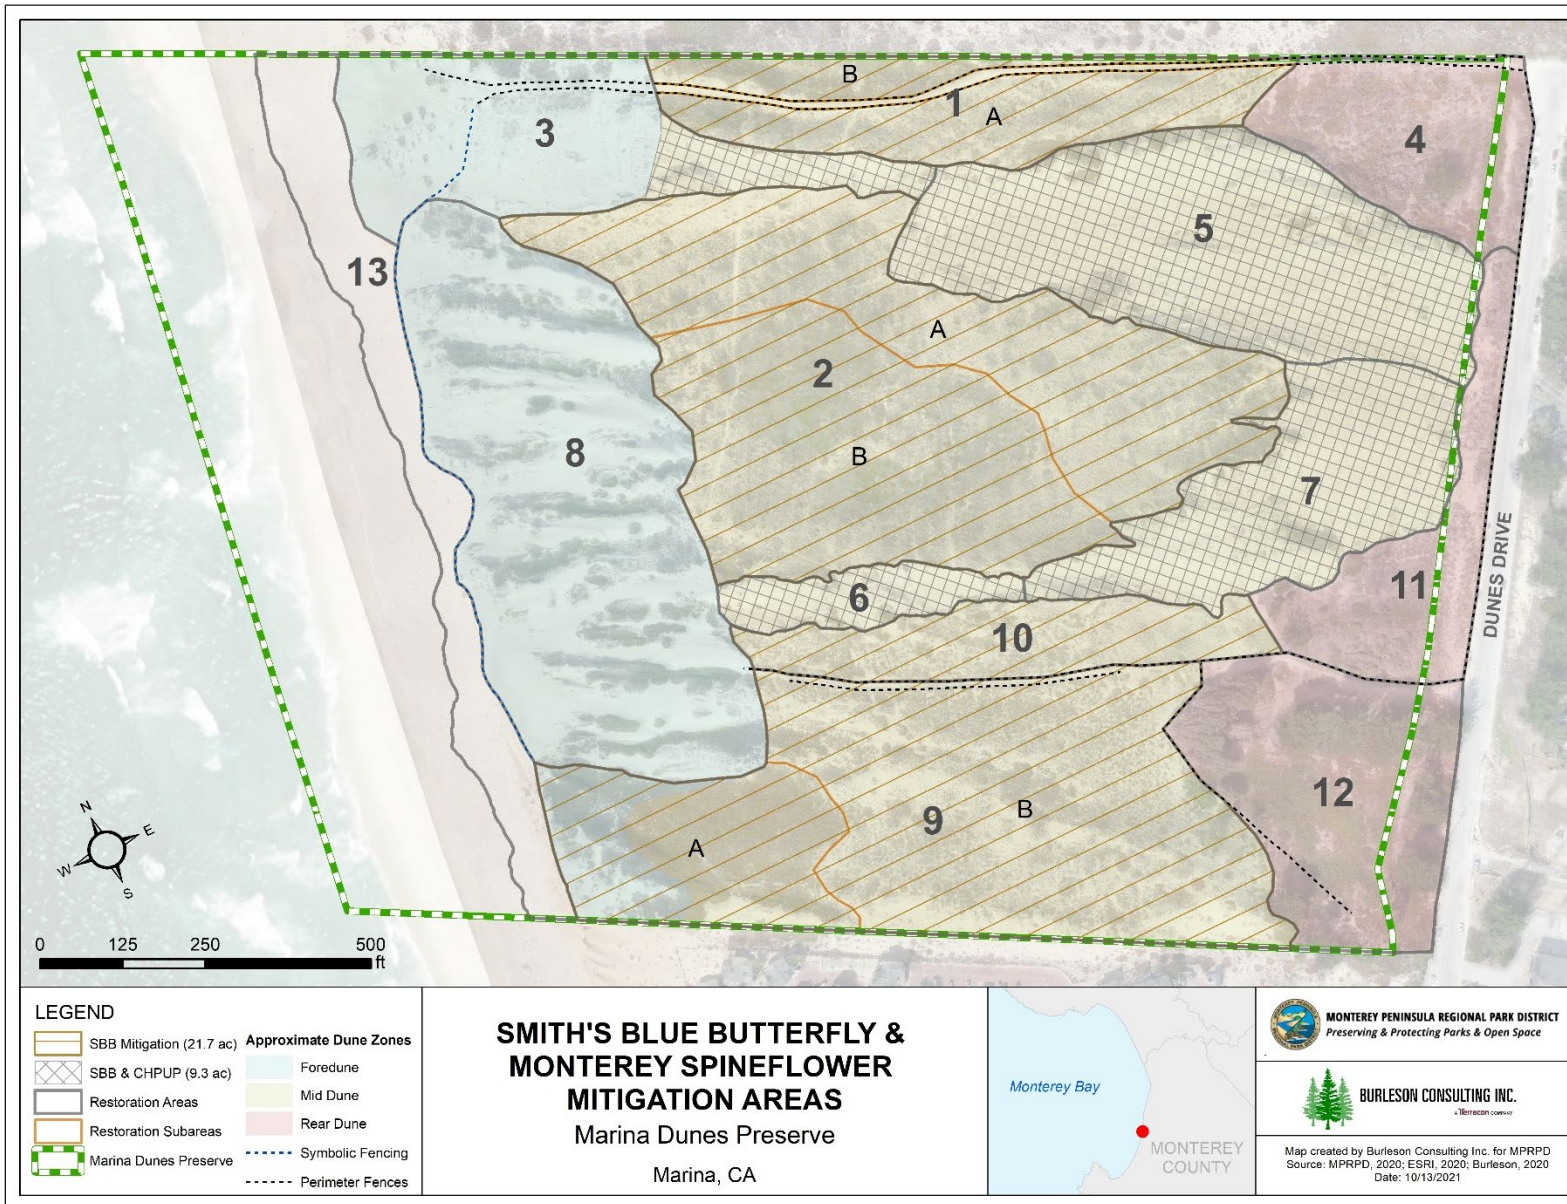 B
1
A
3
4
5
13
A
2
8
B
7
6
11
10
DUNES DRIVE
12
9
B
A
N
E
W
S
0 125 250 500
ft
LEGEND
SBB Mitigation (21.7 ac)
SBB & CHPUP (9.3 ac)
Restoration Areas
Restoration Subareas
Marina Dunes Preserve
Approximate Dune Zones
Foredune
Mid Dune
Rear Dune
Symbolic Fencing
Perimeter Fences
SMITH'S BLUE BUTTERFLY &
MONTEREY SPINEFLOWER
MITIGATION AREAS
Marina Dunes Preserve
Marina, CA
Monterey Bay
MONTEREY
COUNTY
MONTEREY PENINSULA REGIONAL PARK DISTRICT
Preserving & Protecting Parks & Open Space
BURLESON CONSULTING INC.
A Terracon COMPANY
Map created by Burleson Consulting Inc. for MPRPD
Source: MPRPD, 2020; ESRI, 2020; Burleson, 2020
Date: 10/13/2021